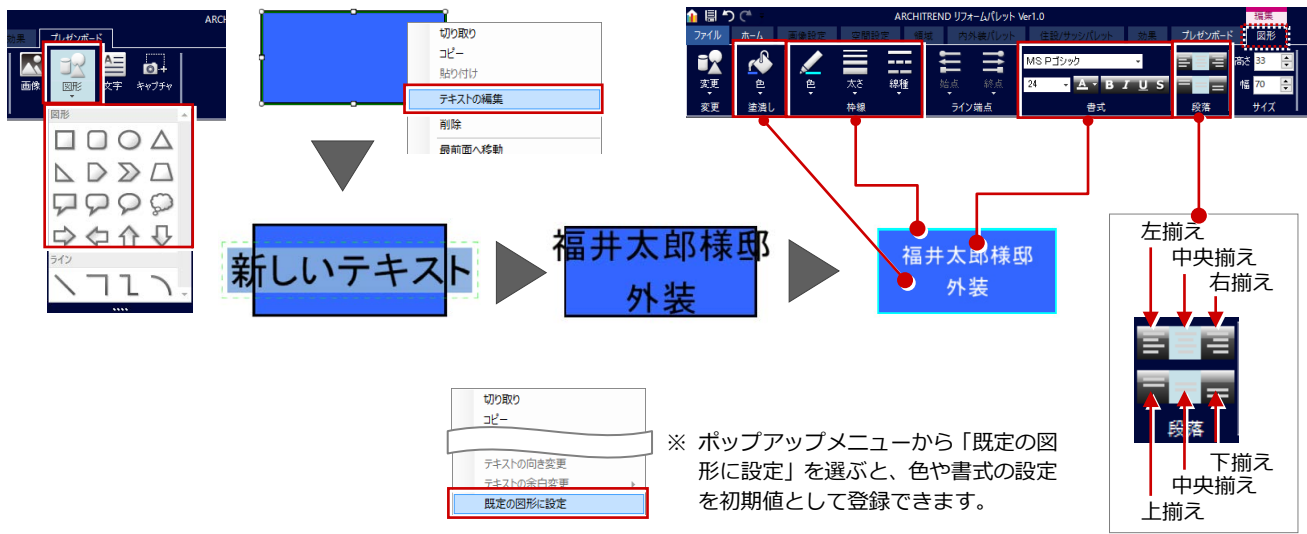 ARCH
効果 プレゼンボード
画像 図形 文字 キャプチャ
図形
ライン
切り取り
コピー
貼り付け
テキストの編集
削除
最前面へ移動
ARCHITREND リフォームパレット Ver1.0
編集
ファイル ホーム 画像設定 空間設定 領域 内外装パレット 住設/サッシパレット 効果 プレゼンボード 図形
変更 色 色 太さ 線種 始点 終点
MS Pゴシック
24 A B I U S
高さ 33
幅 70
変更 塗潰し 枠線 ライン端点 書式 段落 サイズ
新しいテキスト
福井太郎様邸
外装
福井太郎様邸
外装
左揃え
中央揃え
右揃え
段落
下揃え
中央揃え
上揃え
切り取り
コピー
テキストの向き変更
テキストの余白変更
既定の図形に設定
※ ポップアップメニューから「既定の図
形に設定」を選ぶと、色や書式の設定
を初期値として登録できます。